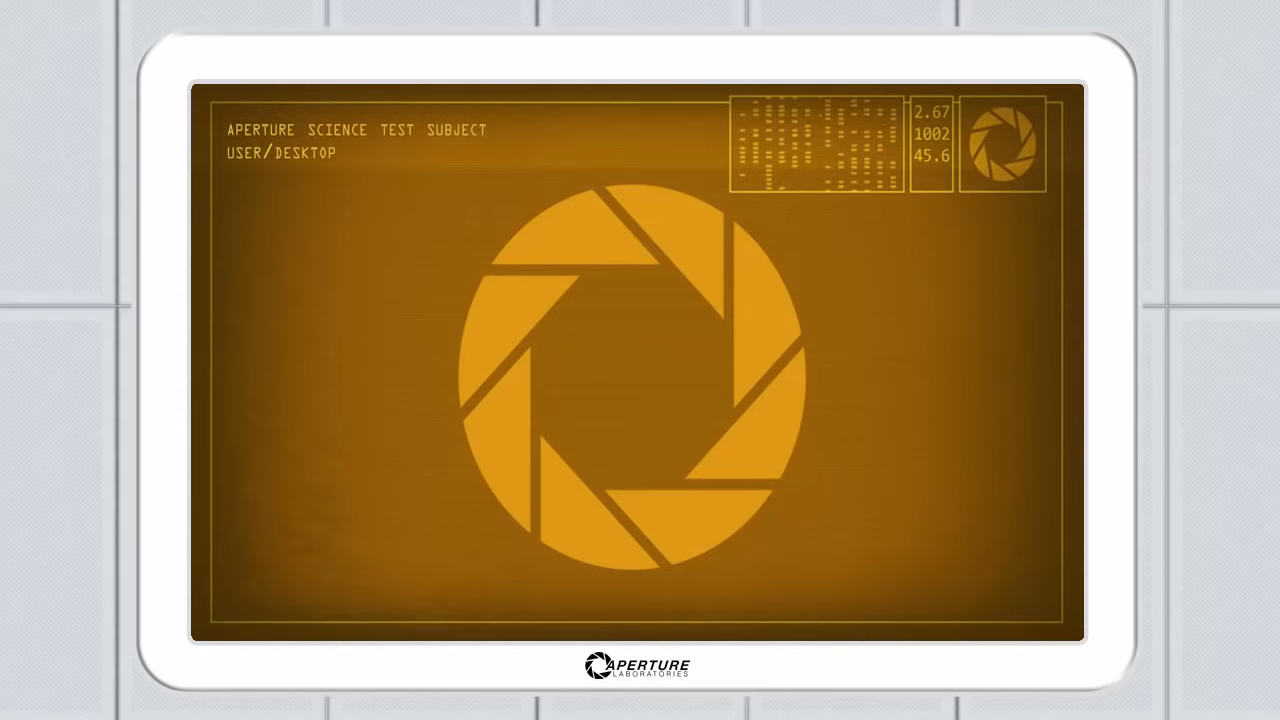 APERTURE SCIENCE TEST SUBJECT
USER/DESKTOP
2.67
1002
45.6
APERTURE
LABORATORIES